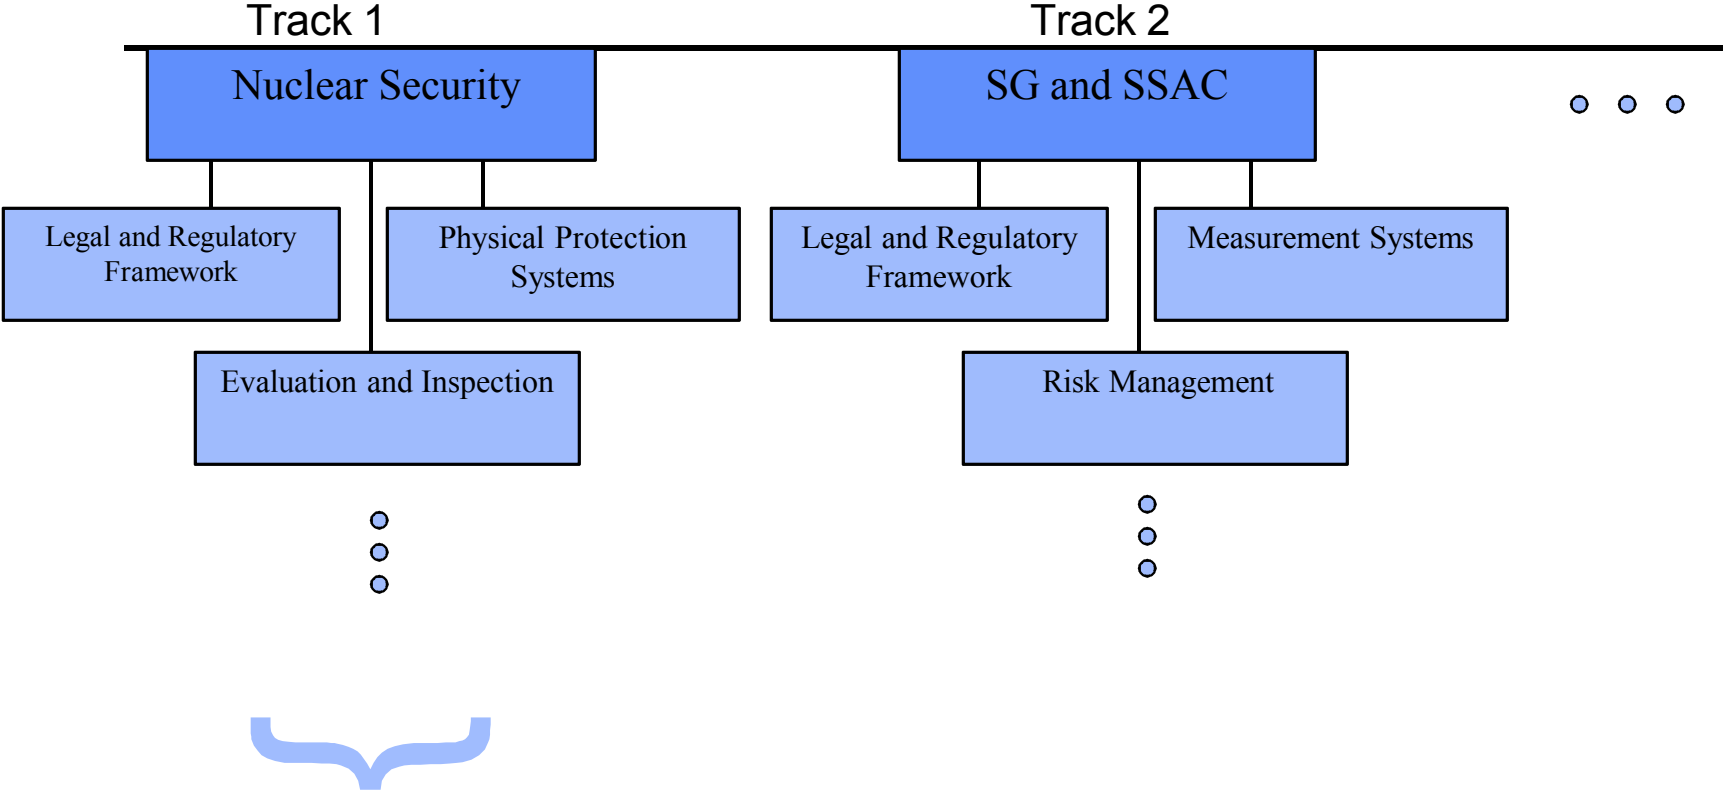 Track 1
Track 2
Nuclear Security
SG and SSAC
Legal and Regulatory
Framework
Physical Protection
Systems
Legal and Regulatory
Framework
Measurement Systems
Evaluation and Inspection
Risk Management